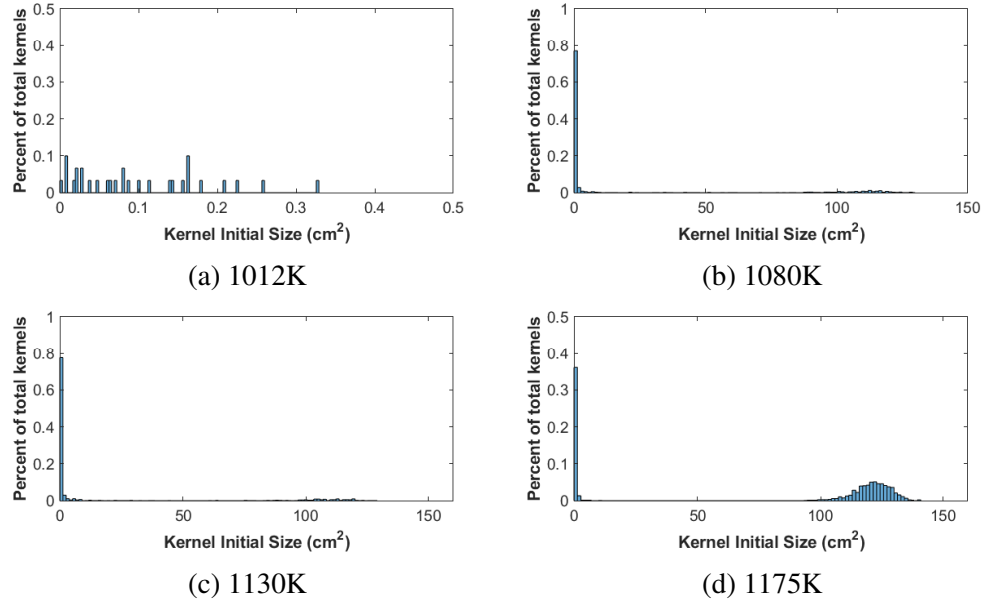 0.5
0.4
0.3
0.2
0.1
0
Percent of total kernels
0 0.1 0.2 0.3 0.4 0.5
Kernel Initial Size (cm²)
(a) 1012K
1
0.8
0.6
0.4
0.2
0
Percent of total kernels
0 50 100 150
Kernel Initial Size (cm²)
(b) 1080K
1
0.8
0.6
0.4
0.2
0
Percent of total kernels
0 50 100 150
Kernel Initial Size (cm²)
(c) 1130K
0.5
0.4
0.3
0.2
0.1
0
Percent of total kernels
0 50 100 150
Kernel Initial Size (cm²)
(d) 1175K